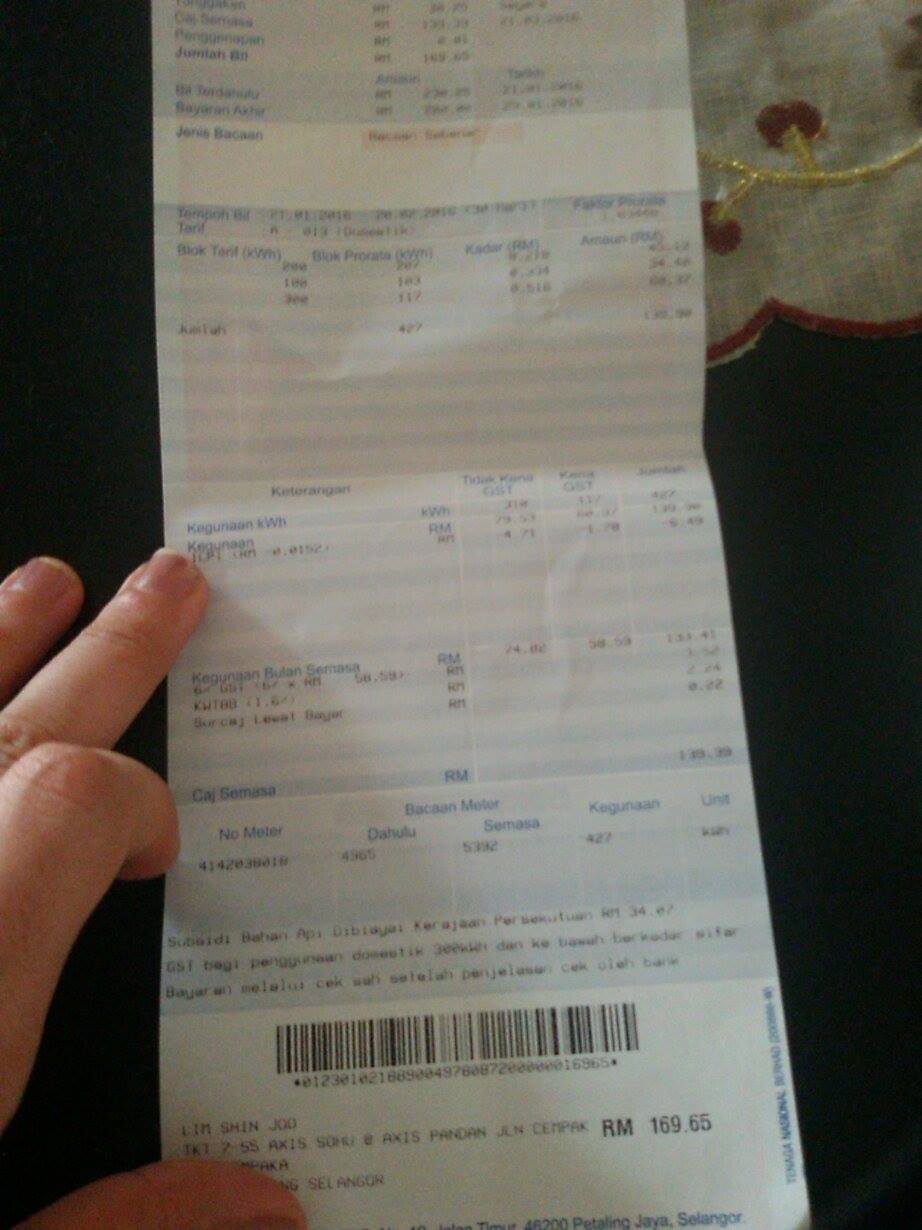 Tunggakan RM 30.25 Segera
Caj Semasa RM 139.39 21.03.2016
Penggenapan RM 0.01
Jumlah Bil RM 169.65
Amaun Tarikh
Bil Terdahulu RM 230.25 21.01.2016
Bayaran Akhir RM 200.00 29.01.2016
Jenis Bacaan Bacaan Sebenar
Tempoh Bil 21.01.2016 - 20.02.2016 (30 hari) Faktor Prorata
Tarif A - 013 (Domestik)
Blok Tarif (kWh) Blok Prorata (kWh) Kadar (RM) Amaun (RM)
200 207 0.218 45.13
100 103 0.334 34.40
300 117 0.516 60.37
Jumlah 427 139.90
Keterangan Tidak Kena GST Kena GST Jumlah
Kegunaan kWh kWh 310 117 427
Kegunaan RM 79.53 60.37 139.90
ICPT (RM -0.0152) RM -4.71 -1.78 -6.49
Kegunaan Bulan Semasa RM 74.82 58.59 133.41
6% GST (6% x RM 58.59) RM 3.52
KWTBB (1.6%) RM 2.24
Surcaj Lewat Bayar RM 0.22
Caj Semasa RM 139.39
No Meter Bacaan Meter Kegunaan Unit
Dahulu Semasa
4142038018 4965 5392 427 kWh
Subsidi Bahan Api Dibiayai Kerajaan Persekutuan RM 34.07
GST bagi penggunaan domestik 300kWh dan ke bawah berkadar sifar
Bayaran melalui cek sah setelah penjelasan cek oleh bank
*01230102188900497808720000016965*
LIM SHIN JOO
TKT 7-55 AXIS SOHU @ AXIS PANDAN JLN CEMPAK RM 169.65
MPAKA
NG SELANGOR
19, Jalan Timur, 46200 Petaling Jaya, Selangor.
TENAGA NASIONAL BERHAD (200866-W)